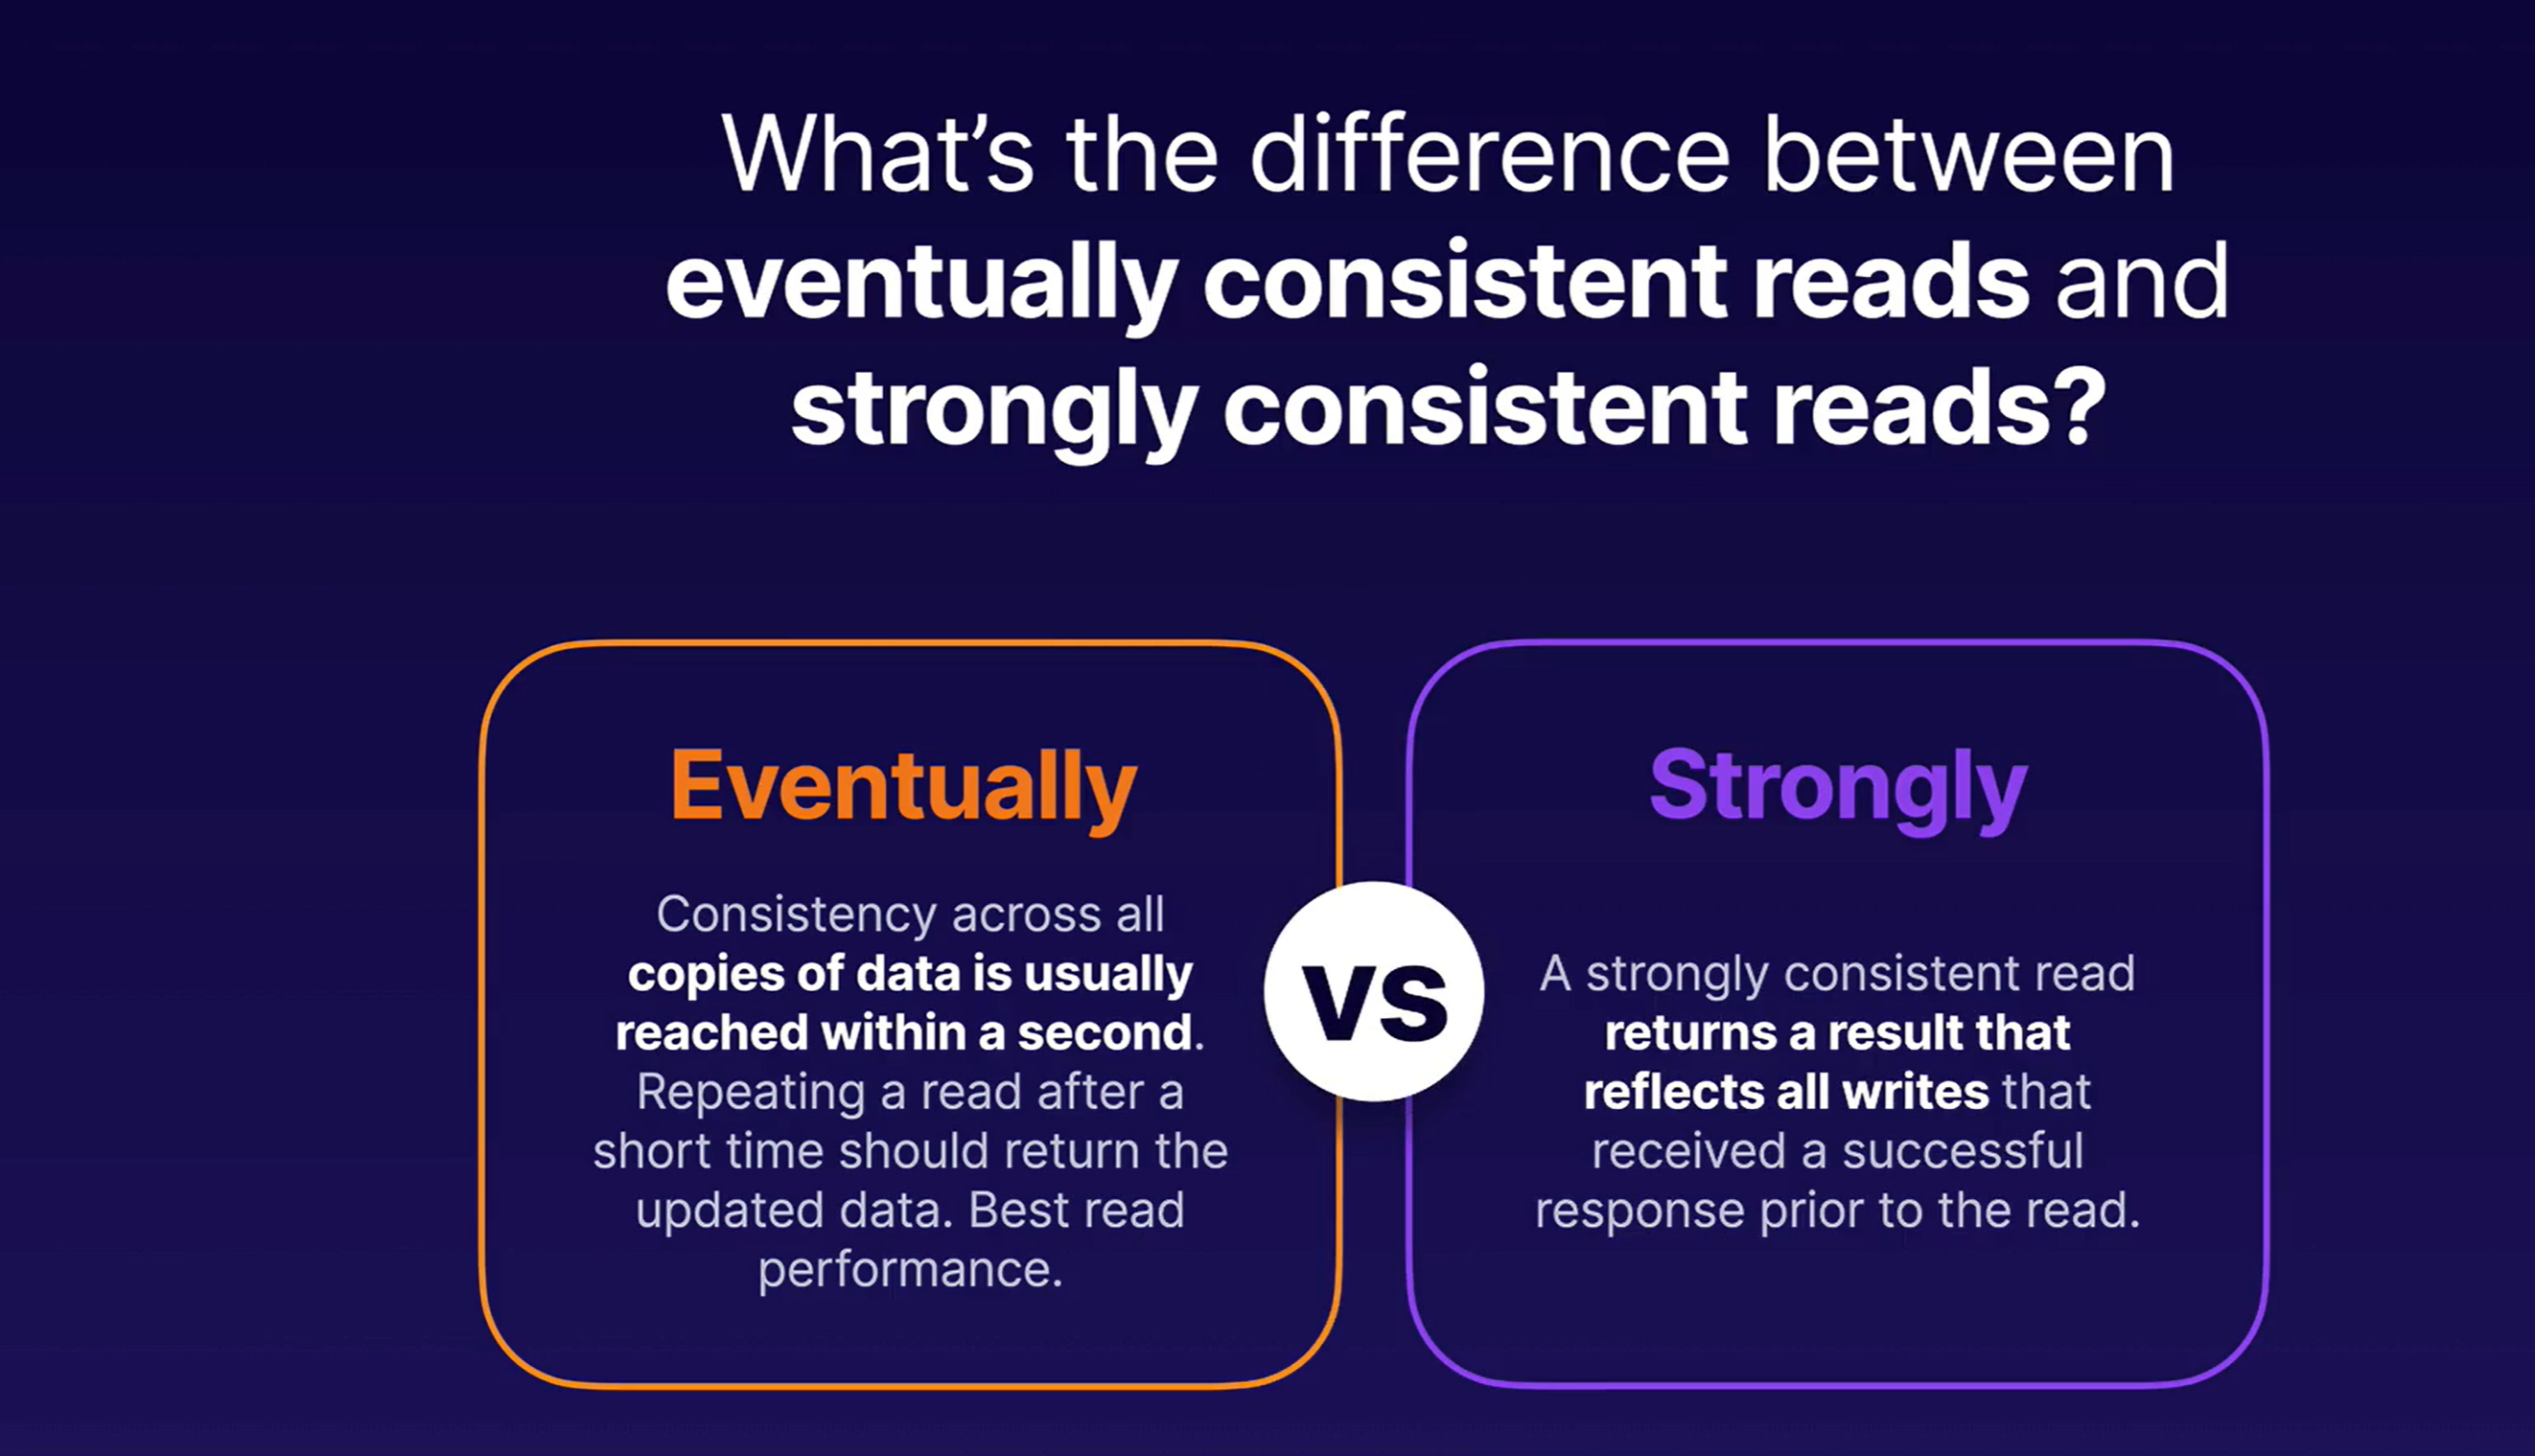 What’s the difference between
eventually consistent reads and
strongly consistent reads?
Eventually
Consistency across all
copies of data is usually
reached within a second.
Repeating a read after a
short time should return the
updated data. Best read
performance.
vs
Strongly
A strongly consistent read
returns a result that
reflects all writes that
received a successful
response prior to the read.